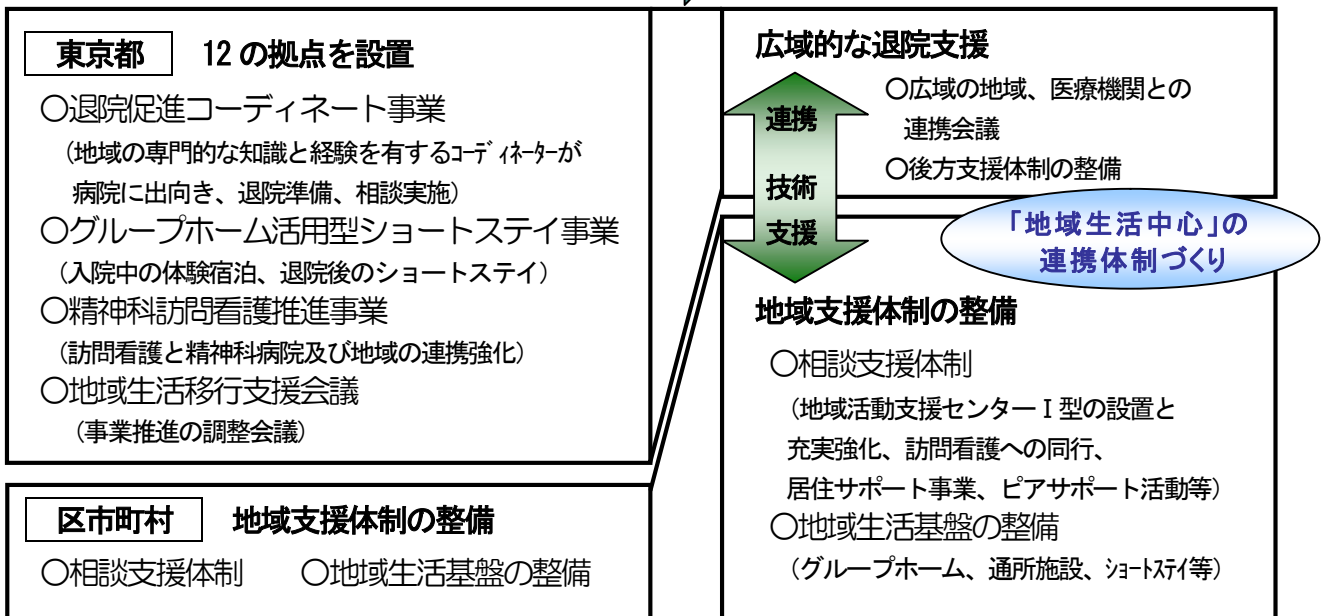 東京都 12の拠点を設置
○退院促進コーディネート事業
(地域の専門的な知識と経験を有するｺｰﾃﾞｨﾈｰﾀｰが
病院に出向き、退院準備、相談実施)
○グループホーム活用型ショートステイ事業
(入院中の体験宿泊、退院後のショートステイ)
○精神科訪問看護推進事業
(訪問看護と精神科病院及び地域の連携強化)
○地域生活移行支援会議
(事業推進の調整会議)
区市町村 地域支援体制の整備
○相談支援体制 ○地域生活基盤の整備
広域的な退院支援
○広域の地域、医療機関との
連携会議
○後方支援体制の整備
連携
技術
支援
「地域生活中心」の
連携体制づくり
地域支援体制の整備
○相談支援体制
(地域活動支援センターⅠ型の設置と
充実強化、訪問看護への同行、
居住サポート事業、ピアサポート活動等)
○地域生活基盤の整備
(グループホーム、通所施設、ｼｮｰﾄｽﾃｲ等)